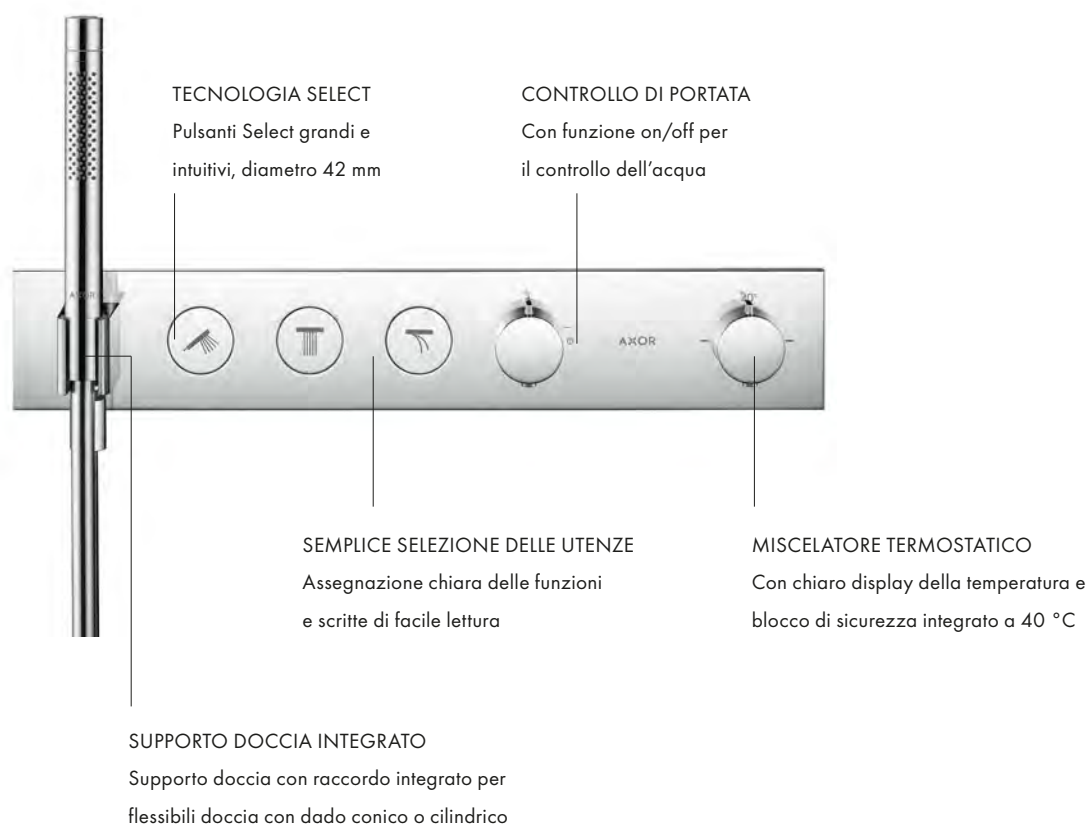 TECNOLOGIA SELECT
Pulsanti Select grandi e
intuitivi, diametro 42 mm
CONTROLLO DI PORTATA
Con funzione on/off per
il controllo dell’acqua
AXOR
AXOR
SEMPLICE SELEZIONE DELLE UTENZE
Assegnazione chiara delle funzioni
e scritte di facile lettura
MISCELATORE TERMOSTATICO
Con chiaro display della temperatura e
blocco di sicurezza integrato a 40 °C
SUPPORTO DOCCIA INTEGRATO
Supporto doccia con raccordo integrato per
flessibili doccia con dado conico o cilindrico